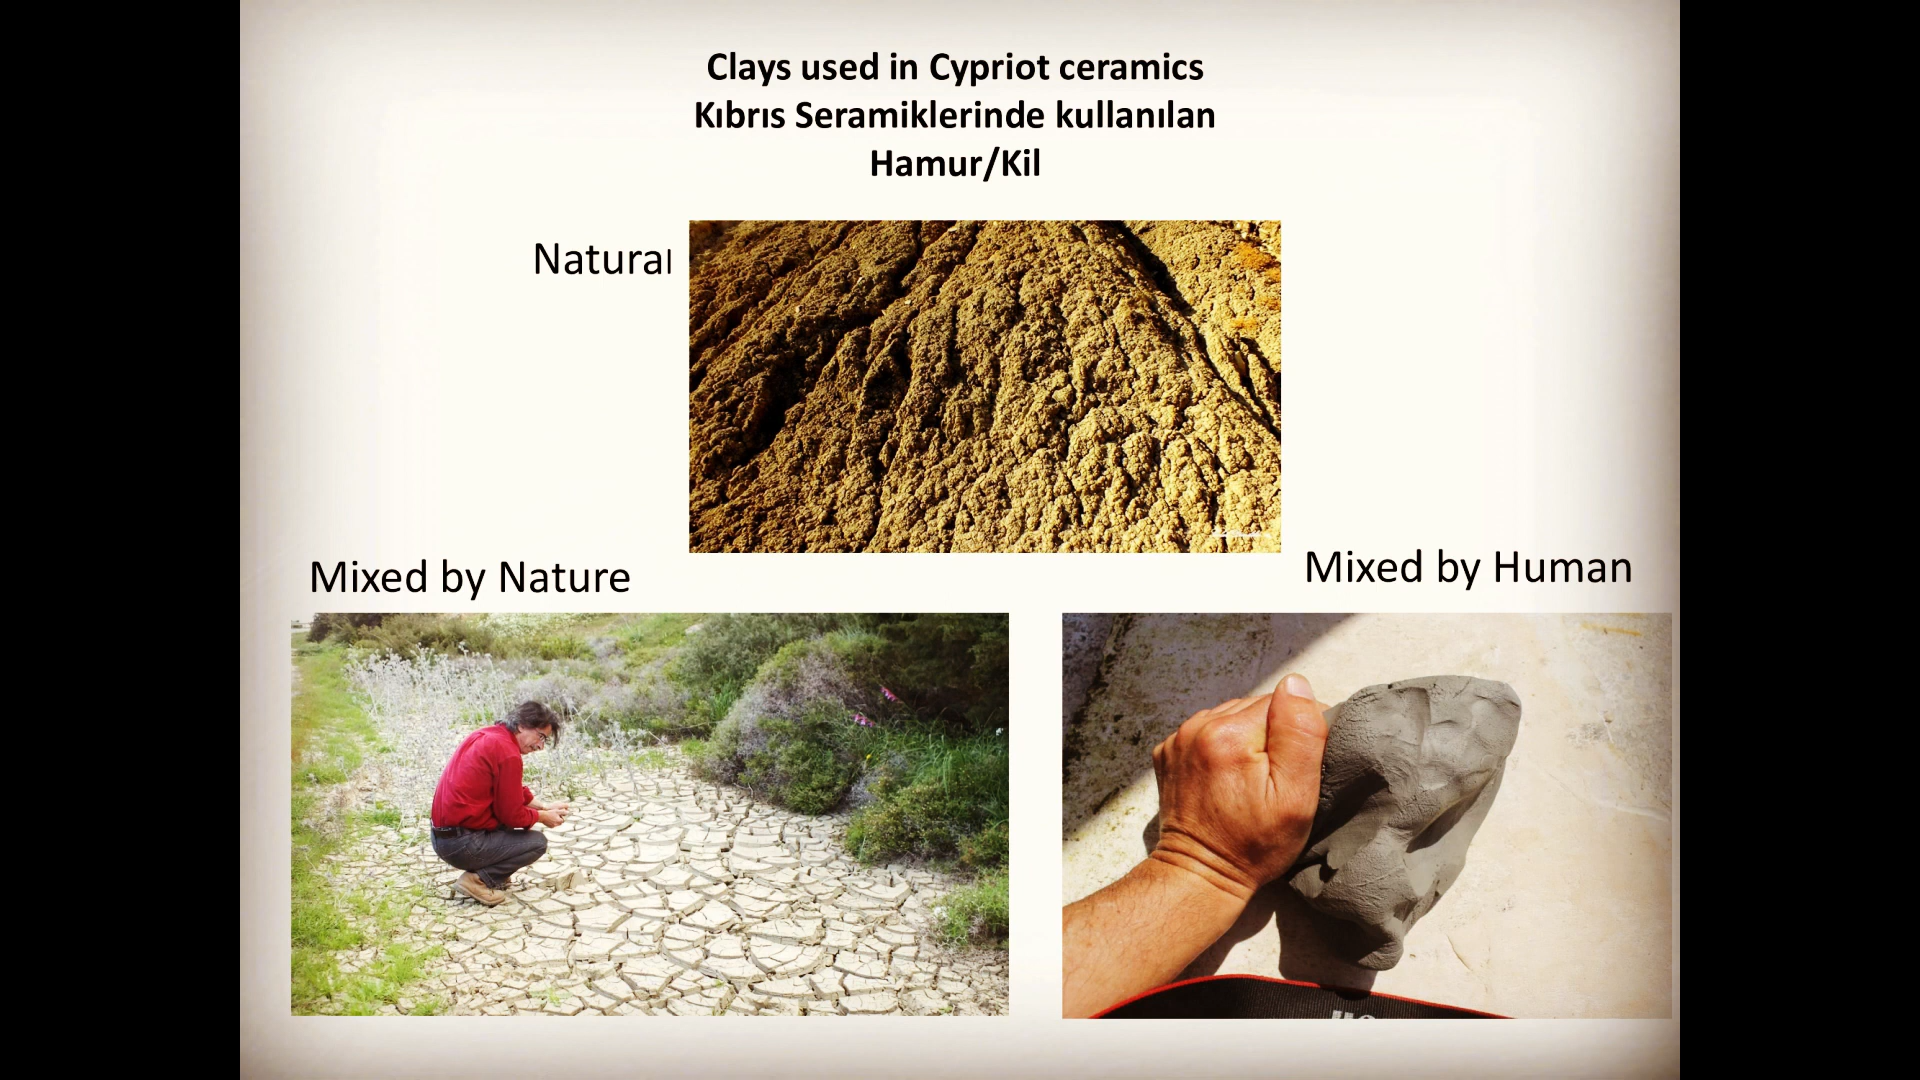 Clays used in Cypriot ceramics
Kıbrıs Seramiklerinde kullanılan
Hamur/Kil
Natural
Mixed by Nature
Mixed by Human